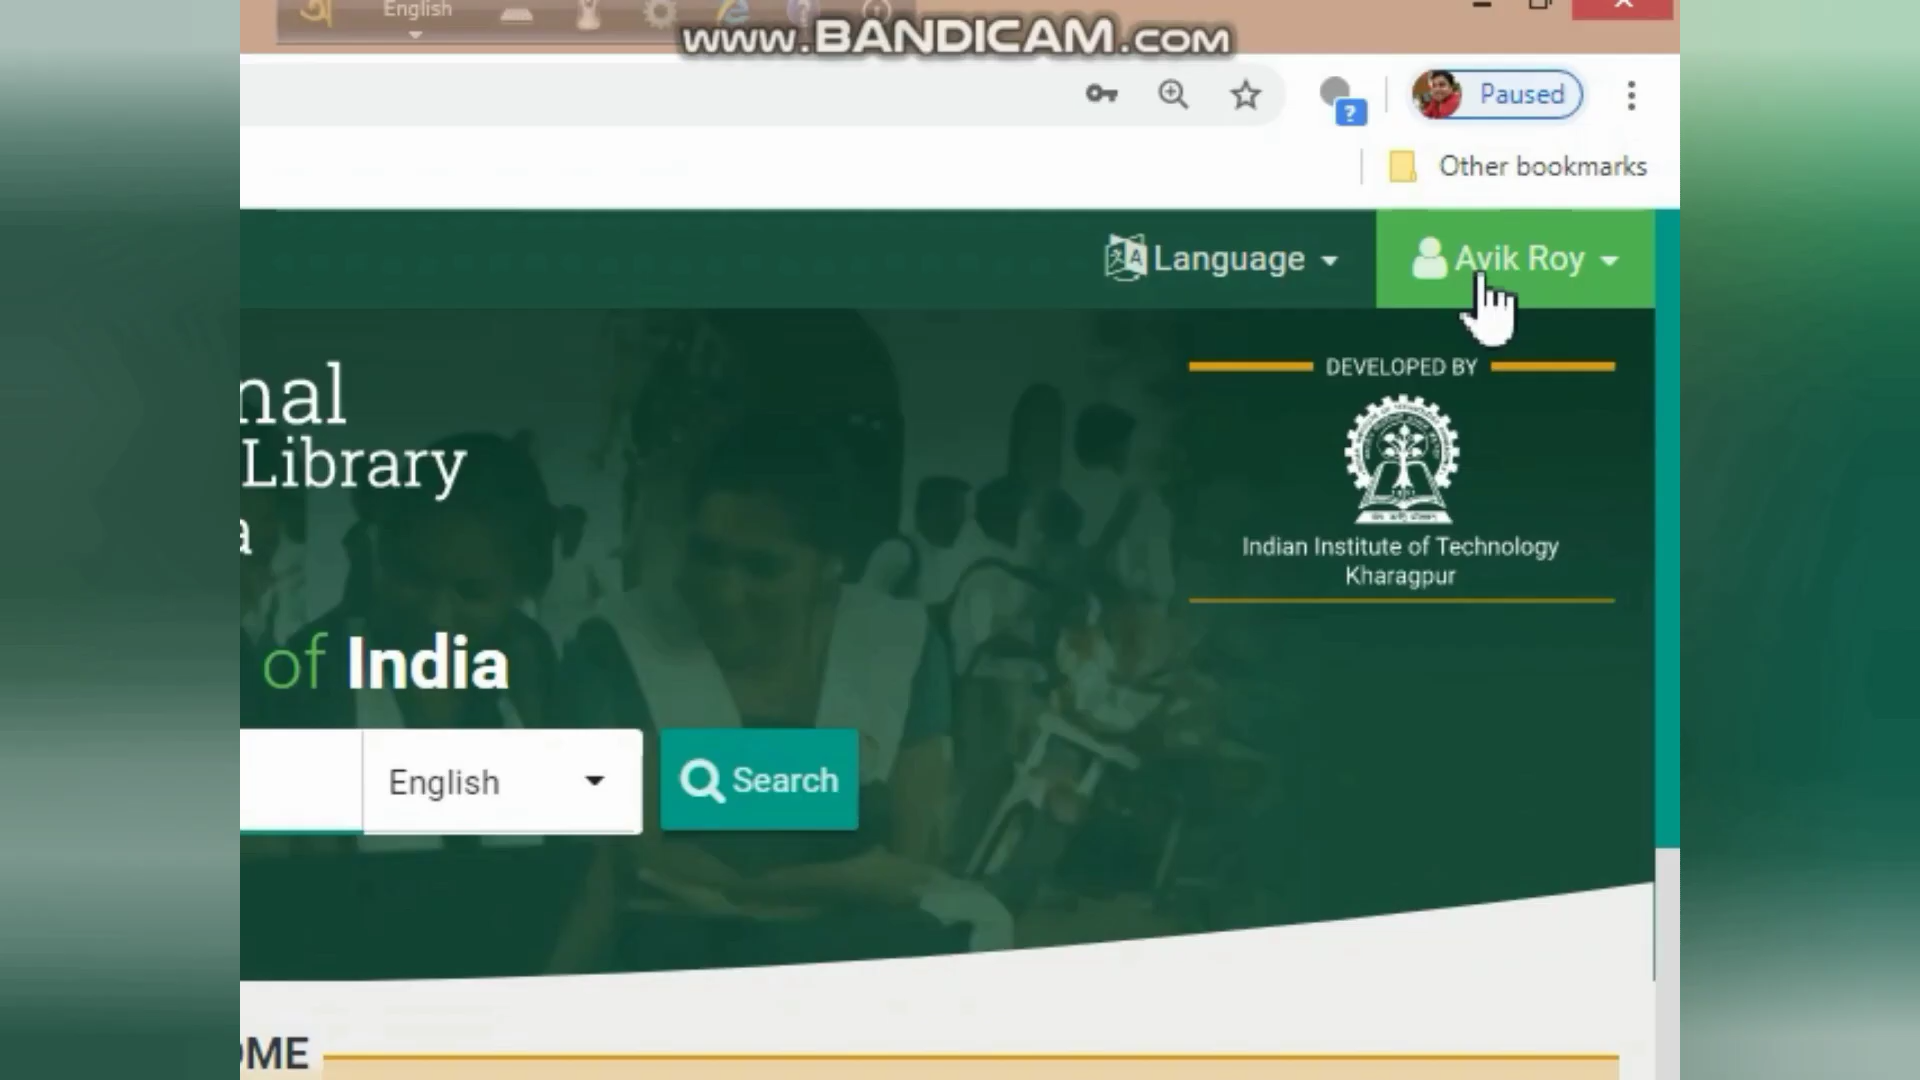 অ English
www.BANDICAM.com
Paused
Other bookmarks
Language
Avik Roy
DEVELOPED BY
nal
Library
a
Indian Institute of Technology
Kharagpur
of India
English
Search
OME